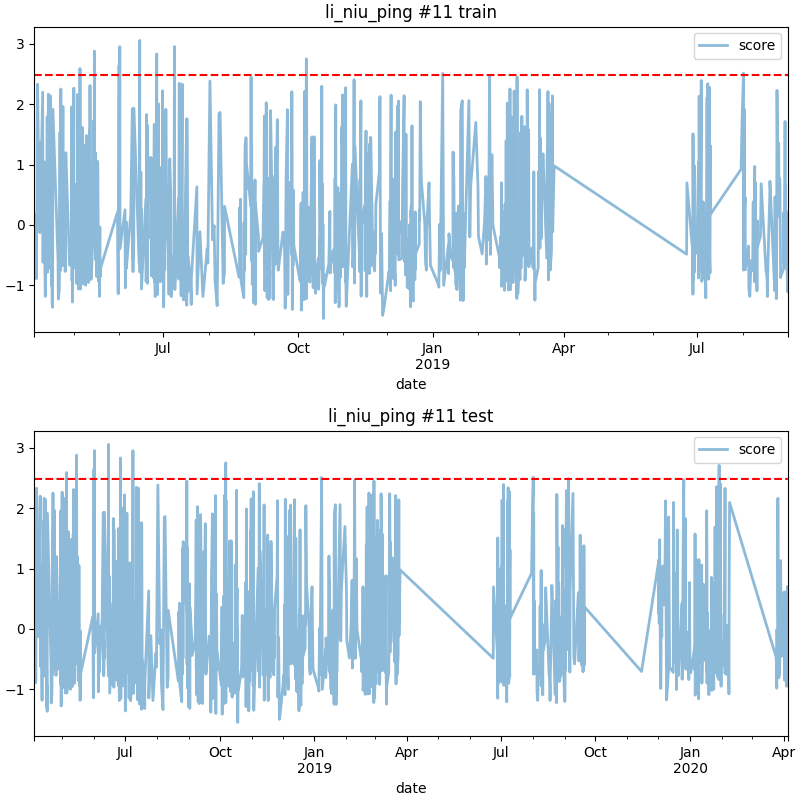 li_niu_ping #11 train
score
3
2
1
0
−1
Jul
Oct
Jan
2019
Apr
Jul
date
li_niu_ping #11 test
score
3
2
1
0
−1
Jul
Oct
Jan
2019
Apr
Jul
Oct
Jan
2020
Apr
date